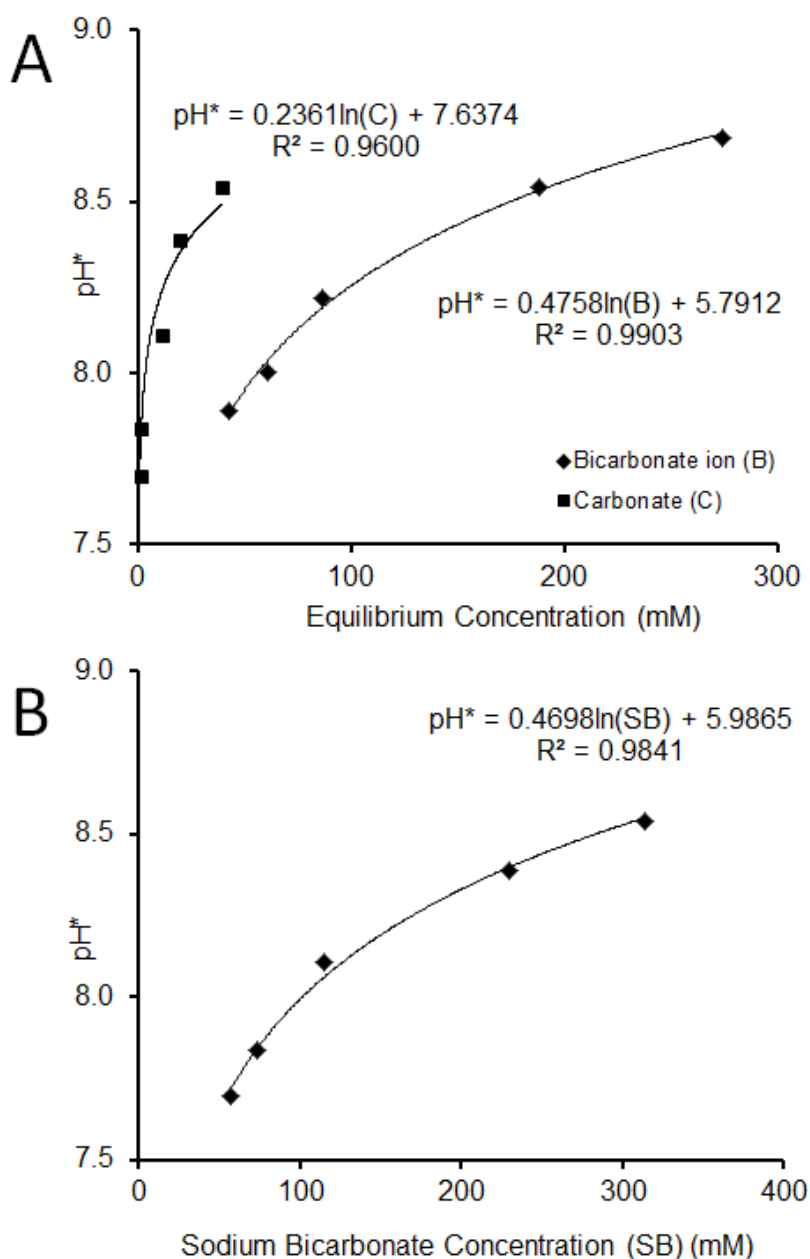 A
9.0
pH* = 0.2361ln(C) + 7.6374
R² = 0.9600
8.5
pH*
pH* = 0.4758ln(B) + 5.7912
R² = 0.9903
8.0
Bicarbonate ion (B)
Carbonate (C)
7.5
0 100 200 300
Equilibrium Concentration (mM)
B
9.0
pH* = 0.4698ln(SB) + 5.9865
R² = 0.9841
8.5
pH*
8.0
7.5
0 100 200 300 400
Sodium Bicarbonate Concentration (SB) (mM)